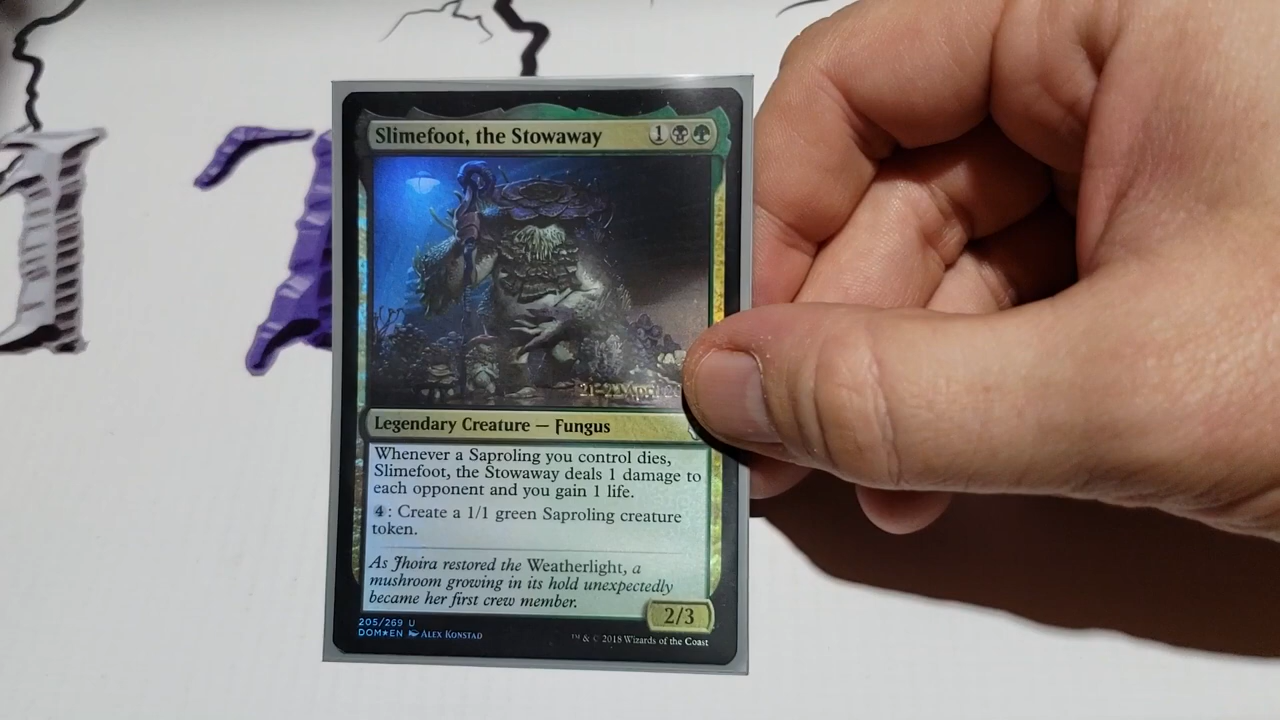 Slimefoot, the Stowaway 1
Legendary Creature — Fungus
Whenever a Saproling you control dies,
Slimefoot, the Stowaway deals 1 damage to
each opponent and you gain 1 life.
4: Create a 1/1 green Saproling creature
token.
As Jhoira restored the Weatherlight, a
mushroom growing in its hold unexpectedly
became her first crew member.
2/3
205/269 U
DOM★EN ALEX KONSTAD
™ & © 2018 Wizards of the Coast